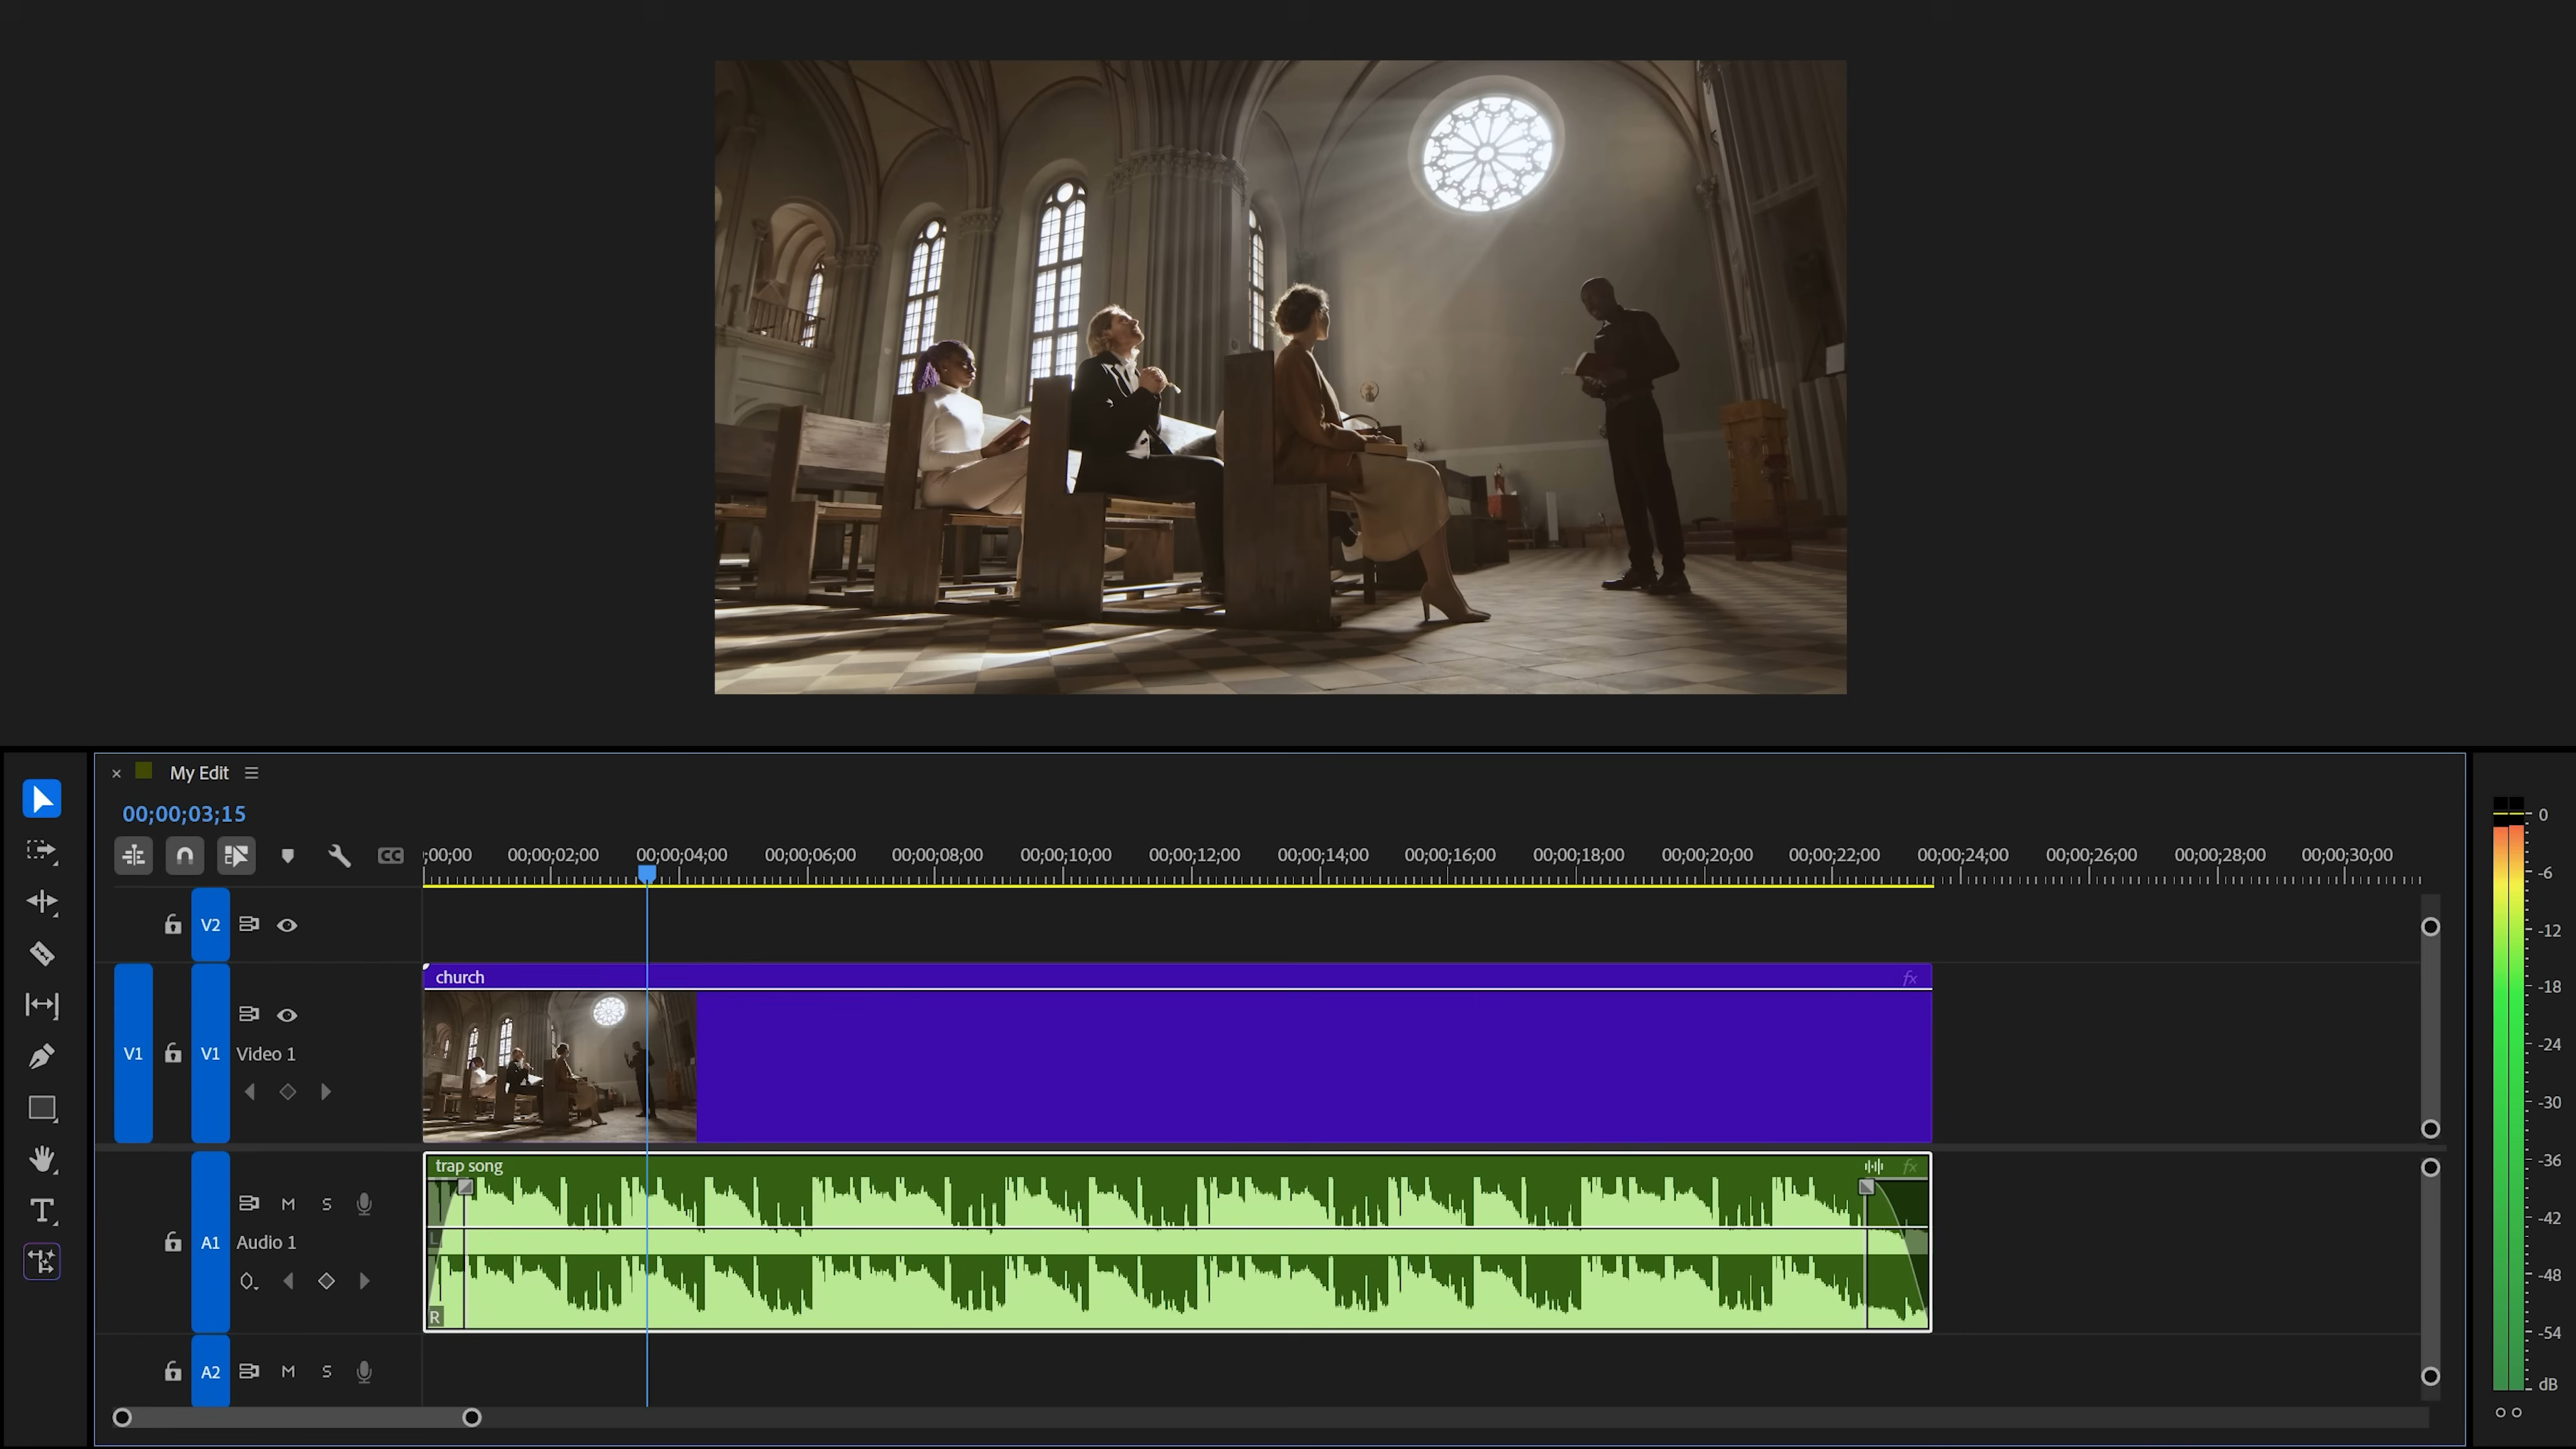 My Edit
00;00;03;15
CC
;00;00 00;00;02;00 00;00;04;00 00;00;06;00 00;00;08;00 00;00;10;00 00;00;12;00 00;00;14;00 00;00;16;00 00;00;18;00 00;00;20;00 00;00;22;00 00;00;24;00 00;00;26;00 00;00;28;00 00;00;30;00
V2
church fx
V1 V1 Video 1
trap song fx
M S
L
A1 Audio 1
R
A2 M S
T
0
-6
-12
-18
-24
-30
-36
-42
-48
-54
dB